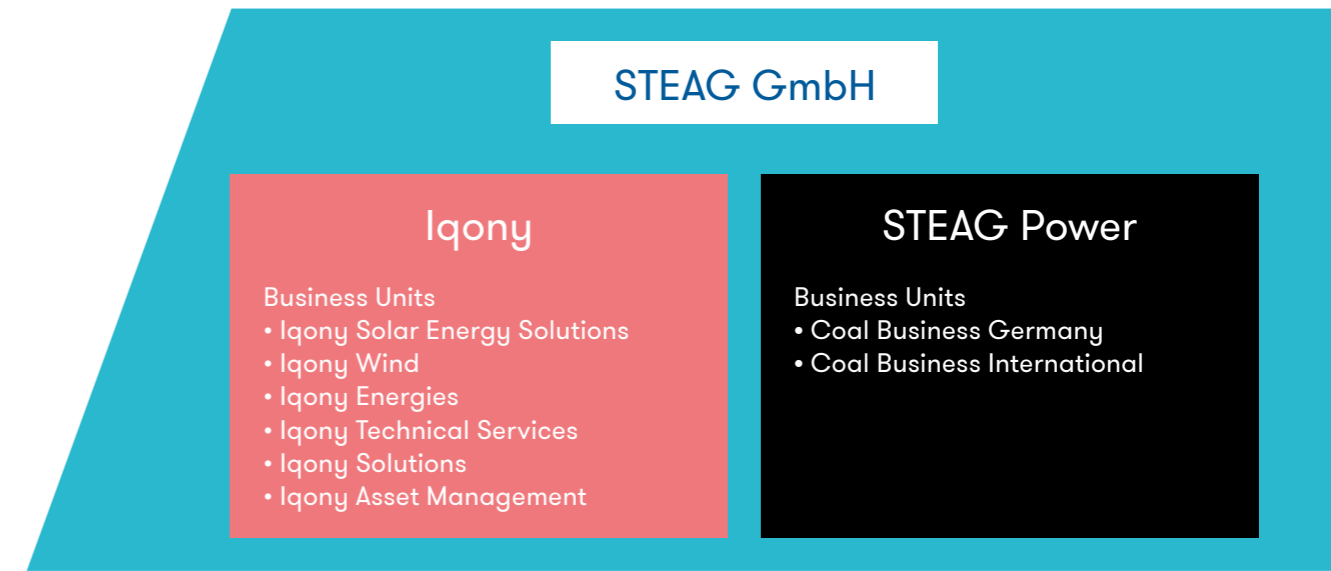 STEAG GmbH
Iqony
Business Units
• Iqony Solar Energy Solutions
• Iqony Wind
• Iqony Energies
• Iqony Technical Services
• Iqony Solutions
• Iqony Asset Management
STEAG Power
Business Units
• Coal Business Germany
• Coal Business International